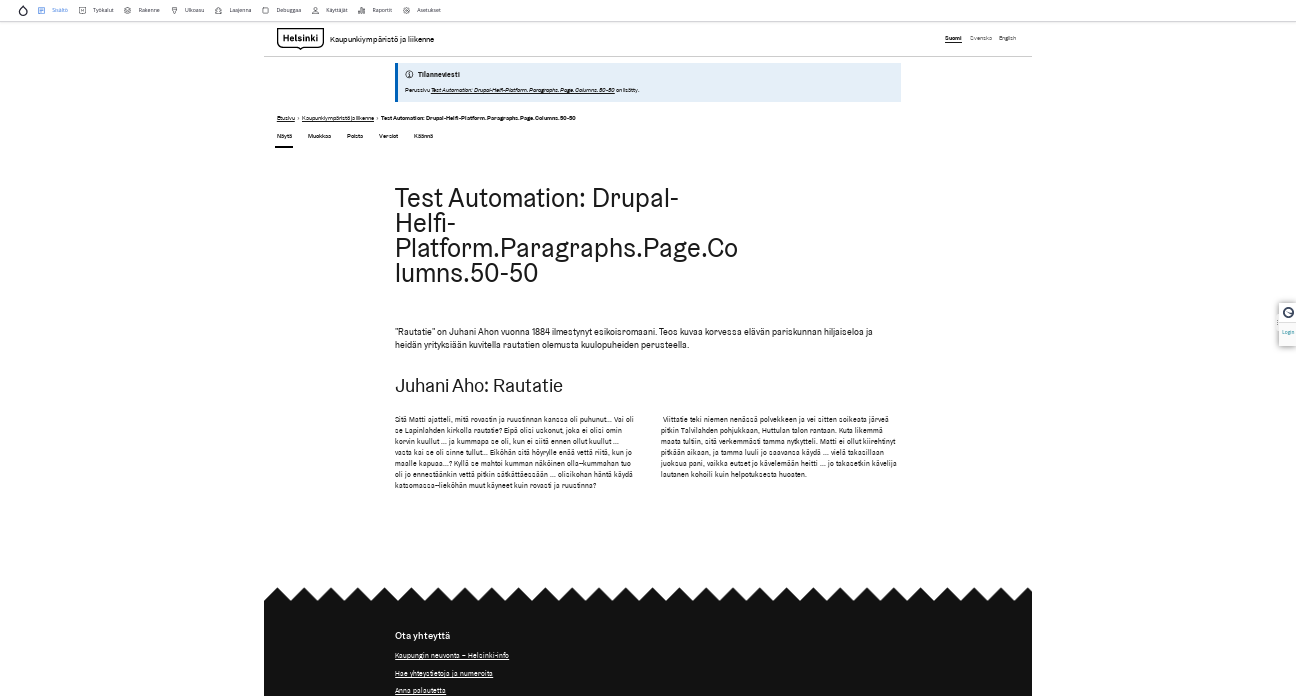 Sisältö Työkalut Rakenne Ulkoasu Laajenna Debuggaa Käyttäjät Raportit Asetukset
Helsinki Kaupunkiympäristö ja liikenne Suomi Svenska English
Tilanneviesti
Perussivu Test Automation: Drupal-Helfi-Platform.Paragraphs.Page.Columns.50-50 on lisätty.
Etusivu › Kaupunkiympäristö ja liikenne › Test Automation: Drupal-Helfi-Platform.Paragraphs.Page.Columns.50-50
Näytä Muokkaa Poista Versiot Käännä
Test Automation: Drupal-
Helfi-
Platform.Paragraphs.Page.Co
lumns.50-50
Login
"Rautatie" on Juhani Ahon vuonna 1884 ilmestynyt esikoisromaani. Teos kuvaa korvessa elävän pariskunnan hiljaiseloa ja
heidän yrityksiään kuvitella rautatien olemusta kuulopuheiden perusteella.
Juhani Aho: Rautatie
Sitä Matti ajatteli, mitä rovastin ja ruustinnan kanssa oli puhunut... Vai oli
se Lapinlahden kirkolla rautatie? Eipä olisi uskonut, joka ei olisi omin
korvin kuullut ... ja kummapa se oli, kun ei siitä ennen ollut kuullut ...
vasta kai se oli sinne tullut... Eiköhän sitä höyrylle enää vettä riitä, kun jo
maalle kapuaa...? Kyllä se mahtoi kumman näköinen olla—kummahan tuo
oli jo ennestäänkin vettä pitkin sätkättäessään ... olisikohan häntä käydä
katsomassa—lieköhän muut käyneet kuin rovasti ja ruustinna?
Viittatie teki niemen nenässä polvekkeen ja vei sitten soikeata järveä
pitkin Talvilahden pohjukkaan, Huttulan talon rantaan. Kuta likemmä
maata tultiin, sitä verkemmästi tamma nytkytteli. Matti ei ollut kiirehtinyt
pitkään aikaan, ja tamma luuli jo saavansa käydä ... vielä takasillaan
juoksua pani, vaikka eutset jo kävelemään heitti ... jo takasetkin kävelijä
lautanen kohoili kuin helpotuksesta huoaten.
Ota yhteyttä
Kaupungin neuvonta – Helsinki-info
Hae yhteystietoja ja numeroita
Anna palautetta